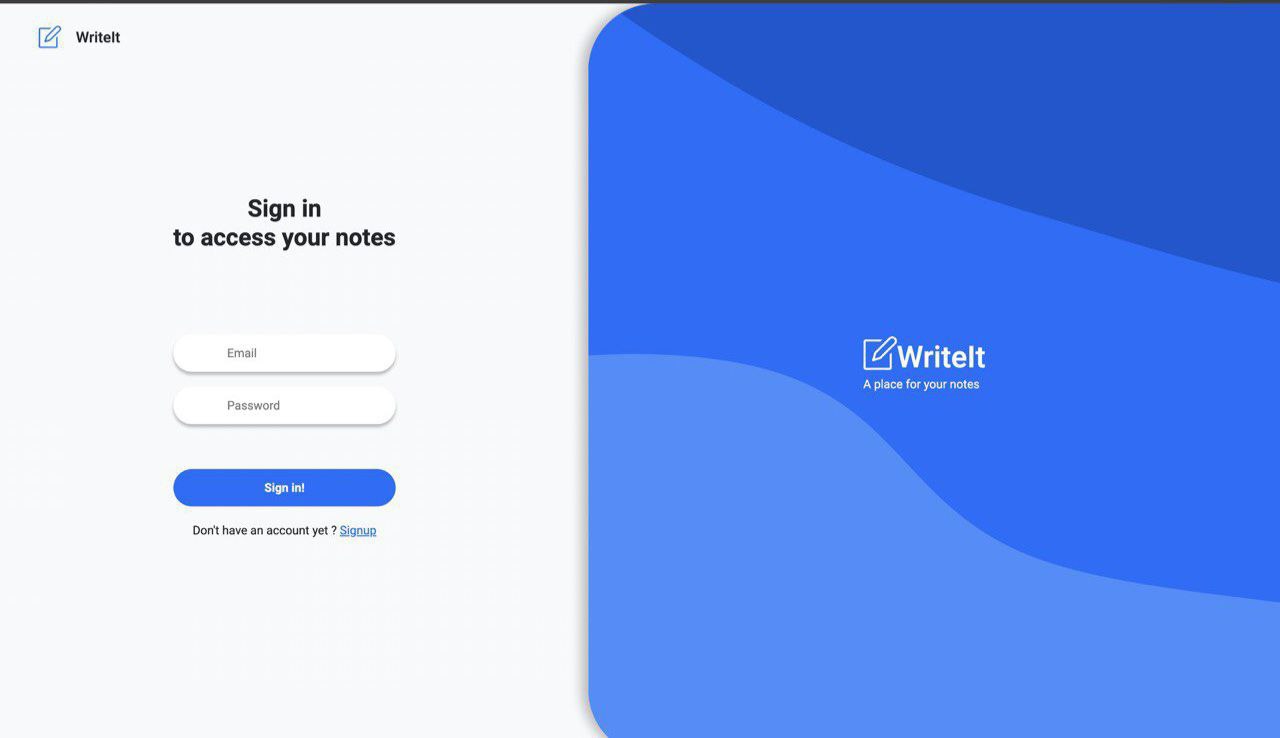 WriteIt
Sign in
to access your notes
Email
Password
Sign in!
Don't have an account yet ? Signup
WriteIt
A place for your notes